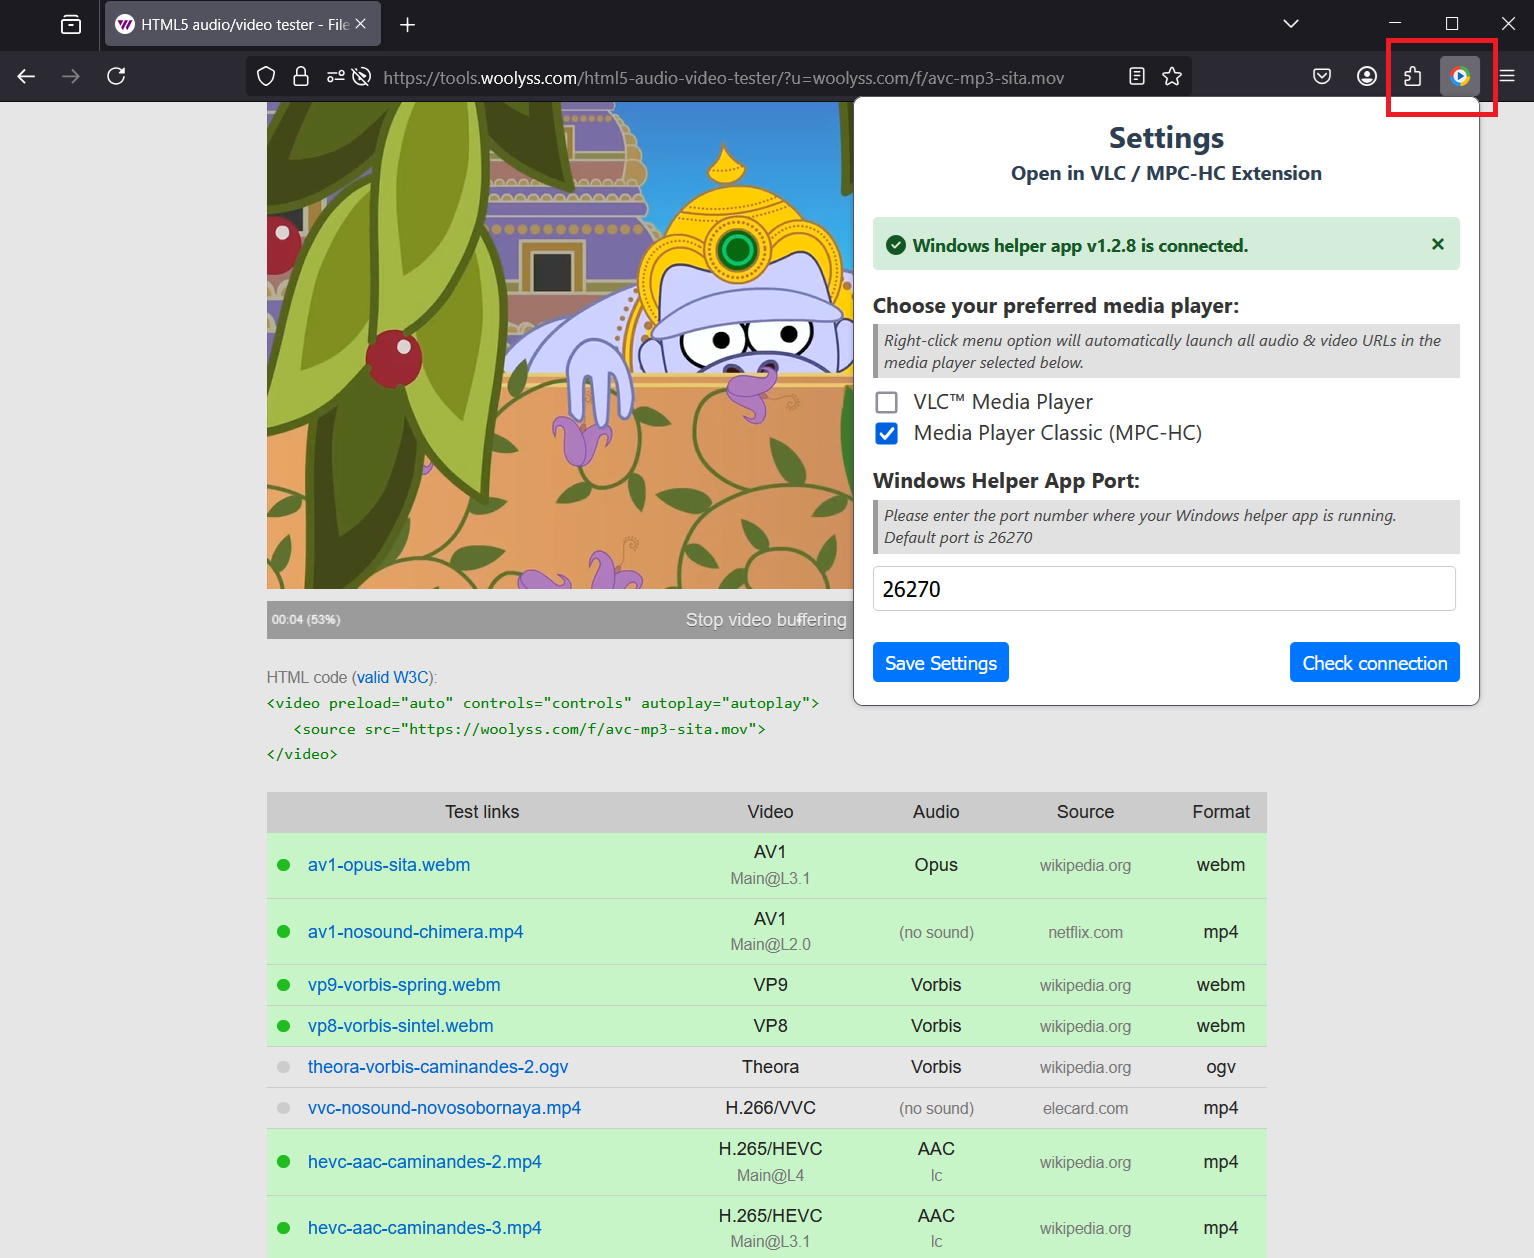 HTML5 audio/video tester - File
https://tools.woolyss.com/html5-audio-video-tester/?u=woolyss.com/f/avc-mp3-sita.mov
Settings
Open in VLC / MPC-HC Extension
Windows helper app v1.2.8 is connected.
Choose your preferred media player:
Right-click menu option will automatically launch all audio & video URLs in the
media player selected below.
VLC™ Media Player
Media Player Classic (MPC-HC)
Windows Helper App Port:
Please enter the port number where your Windows helper app is running.
Default port is 26270
26270
Save Settings Check connection
00:04 (53%) Stop video buffering
HTML code (valid W3C):
<video preload="auto" controls="controls" autoplay="autoplay">
<source src="https://woolyss.com/f/avc-mp3-sita.mov">
</video>
Test links Video Audio Source Format
av1-opus-sita.webm AV1 Opus wikipedia.org webm
Main@L3.1
av1-nosound-chimera.mp4 AV1 (no sound) netflix.com mp4
Main@L2.0
vp9-vorbis-spring.webm VP9 Vorbis wikipedia.org webm
vp8-vorbis-sintel.webm VP8 Vorbis wikipedia.org webm
theora-vorbis-caminandes-2.ogv Theora Vorbis wikipedia.org ogv
vvc-nosound-novosobornaya.mp4 H.266/VVC (no sound) elecard.com mp4
hevc-aac-caminandes-2.mp4 H.265/HEVC AAC wikipedia.org mp4
Main@L4 lc
hevc-aac-caminandes-3.mp4 H.265/HEVC AAC wikipedia.org mp4
Main@L3.1 lc